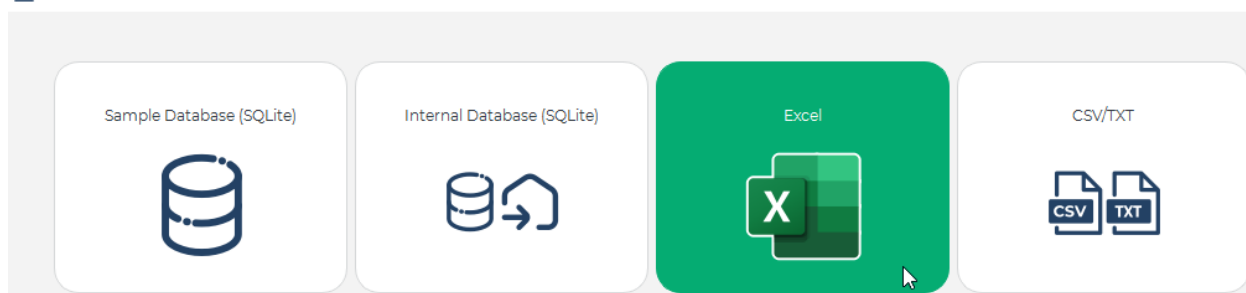 Sample Database (SQLite)
Internal Database (SQLite)
Excel
CSV/TXT
X
CSV
TXT